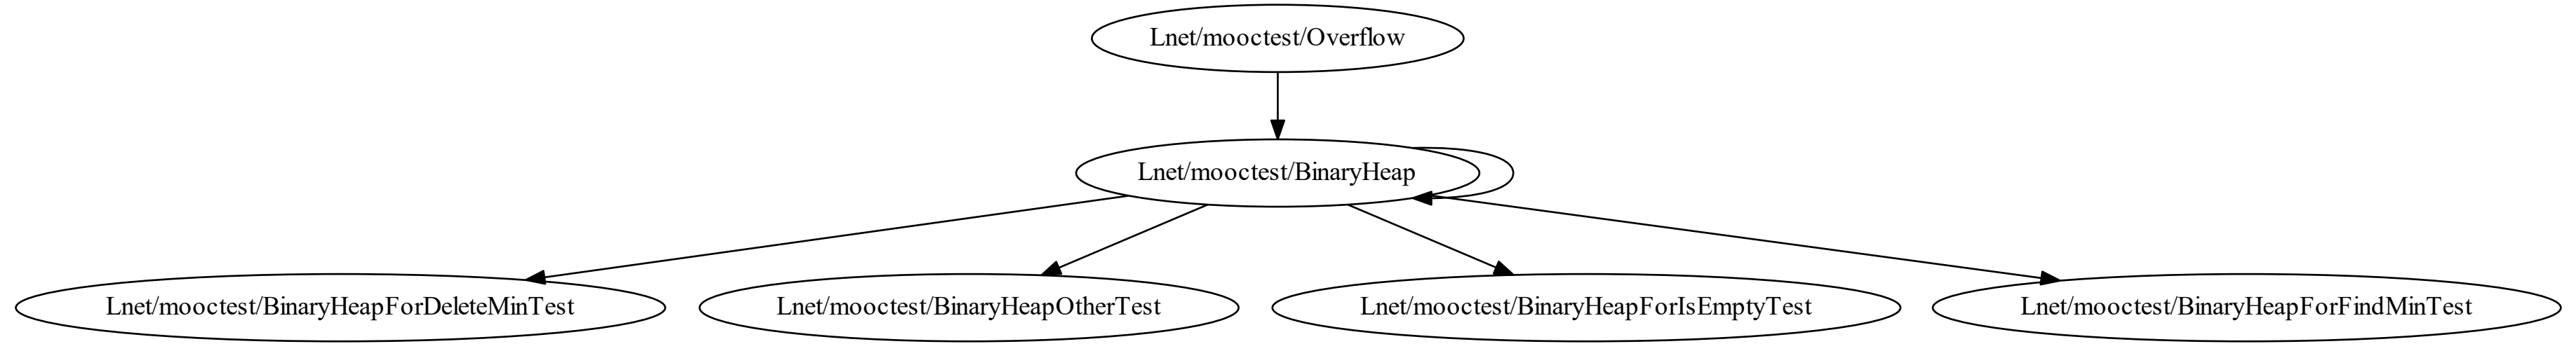 Lnet/mooctest/Overflow
Lnet/mooctest/BinaryHeap
Lnet/mooctest/BinaryHeapForDeleteMinTest
Lnet/mooctest/BinaryHeapOtherTest
Lnet/mooctest/BinaryHeapForIsEmptyTest
Lnet/mooctest/BinaryHeapForFindMinTest